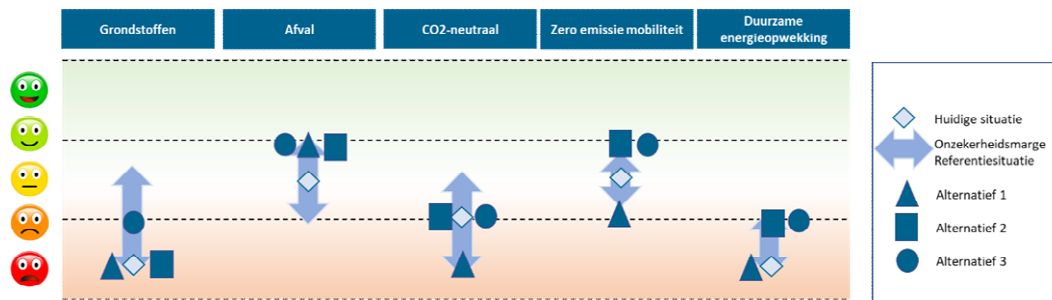 Grondstoffen
Afval
CO2-neutraal
Zero emissie mobiliteit
Duurzame
energieopwekking
Huidige situatie
Onzekerheidsmarge
Referentiesituatie
Alternatief 1
Alternatief 2
Alternatief 3